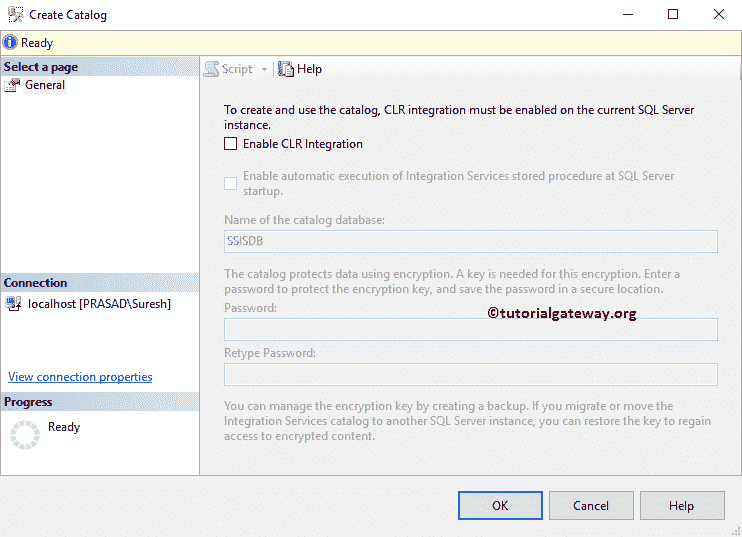 Create Catalog
Ready
Select a page
General
Script
Help
To create and use the catalog, CLR integration must be enabled on the current SQL Server
instance.
Enable CLR Integration
Enable automatic execution of Integration Services stored procedure at SQL Server
startup.
Name of the catalog database:
SSISDB
The catalog protects data using encryption. A key is needed for this encryption. Enter a
password to protect the encryption key, and save the password in a secure location.
Password:
©tutorialgateway.org
Retype Password:
You can manage the encryption key by creating a backup. If you migrate or move the
Integration Services catalog to another SQL Server instance, you can restore the key to regain
access to encrypted content.
Connection
localhost [PRASAD\Suresh]
View connection properties
Progress
Ready
OK
Cancel
Help